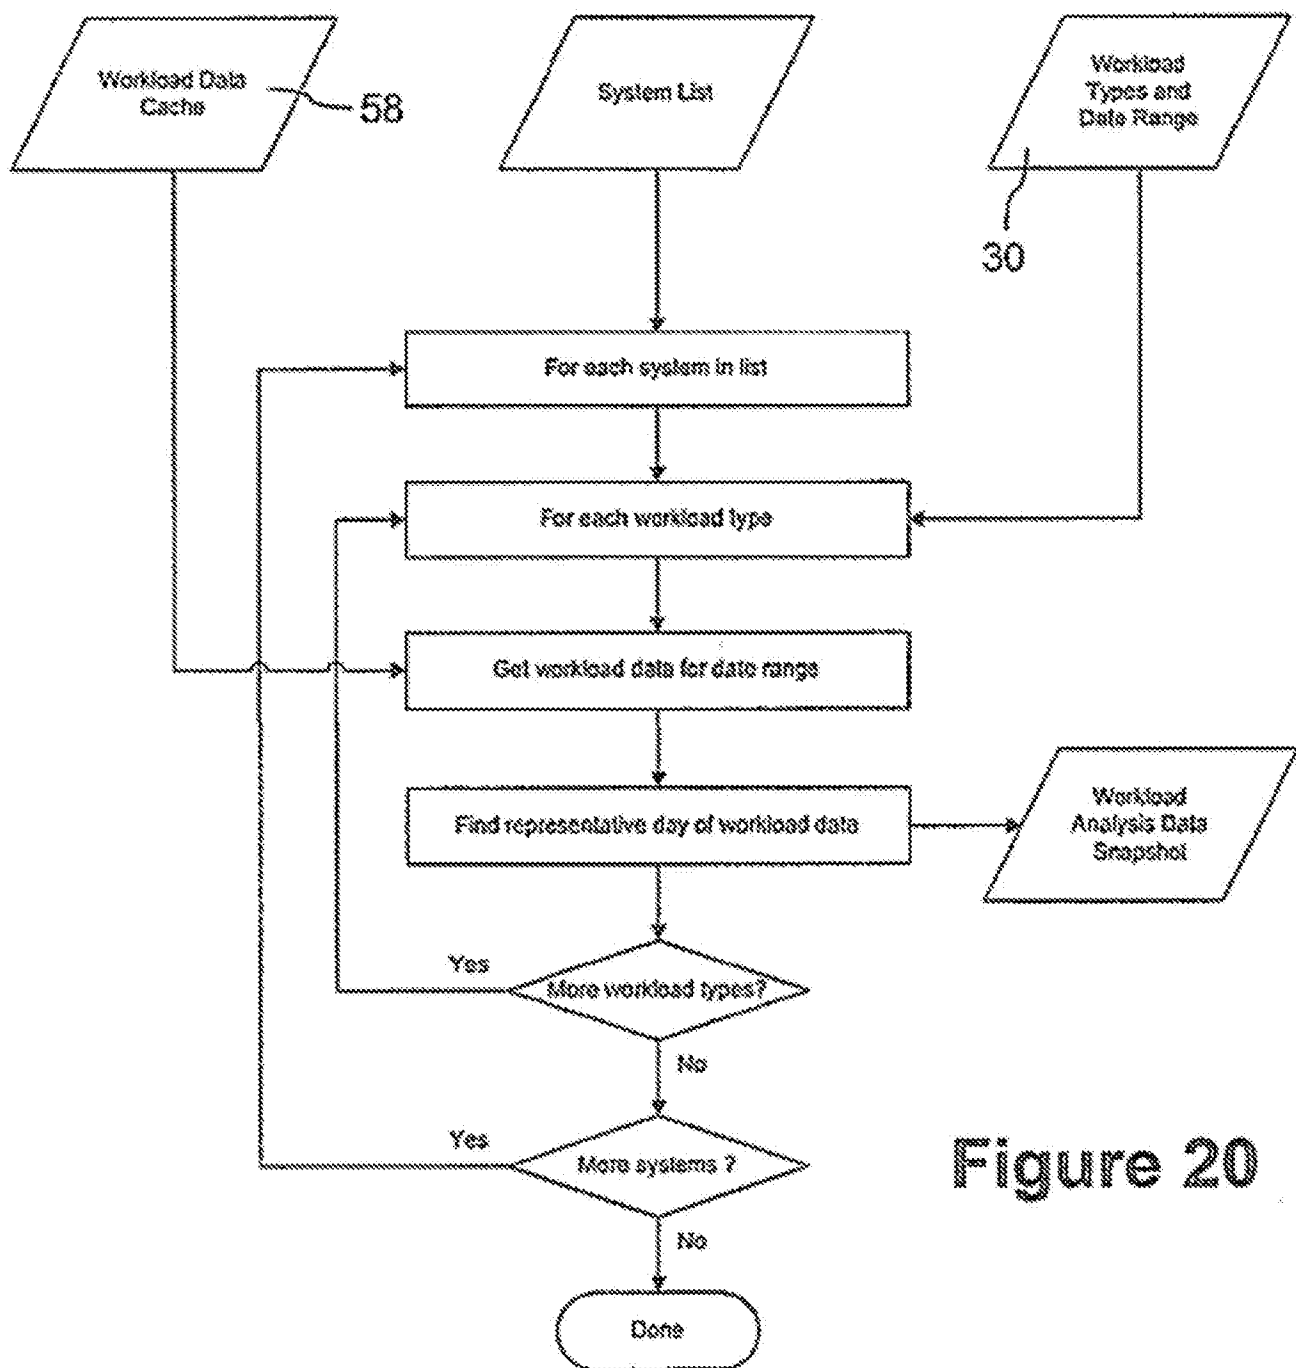 Workload Data
Cache
58
System List
Workload
Types and
Data Range
30
For each system in list
For each workload type
Get workload data for date range
Find representative day of workload data
Workload
Analysis Data
Snapshot
Yes
More workload types?
No
Yes
More systems ?
No
Done
Figure 20